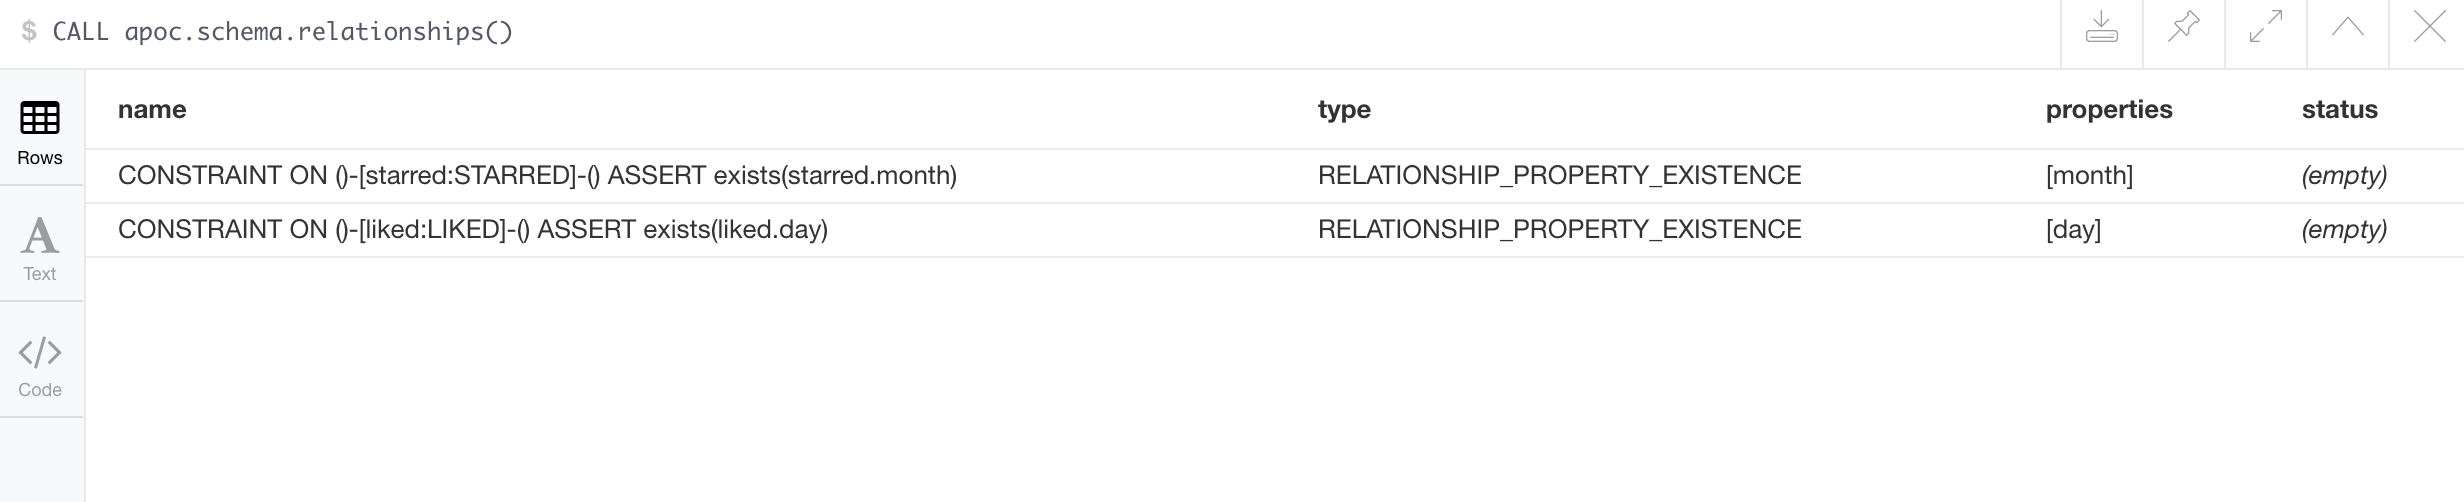 $ CALL apoc.schema.relationships()
name type properties status
CONSTRAINT ON ()-[starred:STARRED]-() ASSERT exists(starred.month) RELATIONSHIP_PROPERTY_EXISTENCE [month] (empty)
CONSTRAINT ON ()-[liked:LIKED]-() ASSERT exists(liked.day) RELATIONSHIP_PROPERTY_EXISTENCE [day] (empty)
Rows
A
Text
</>
Code